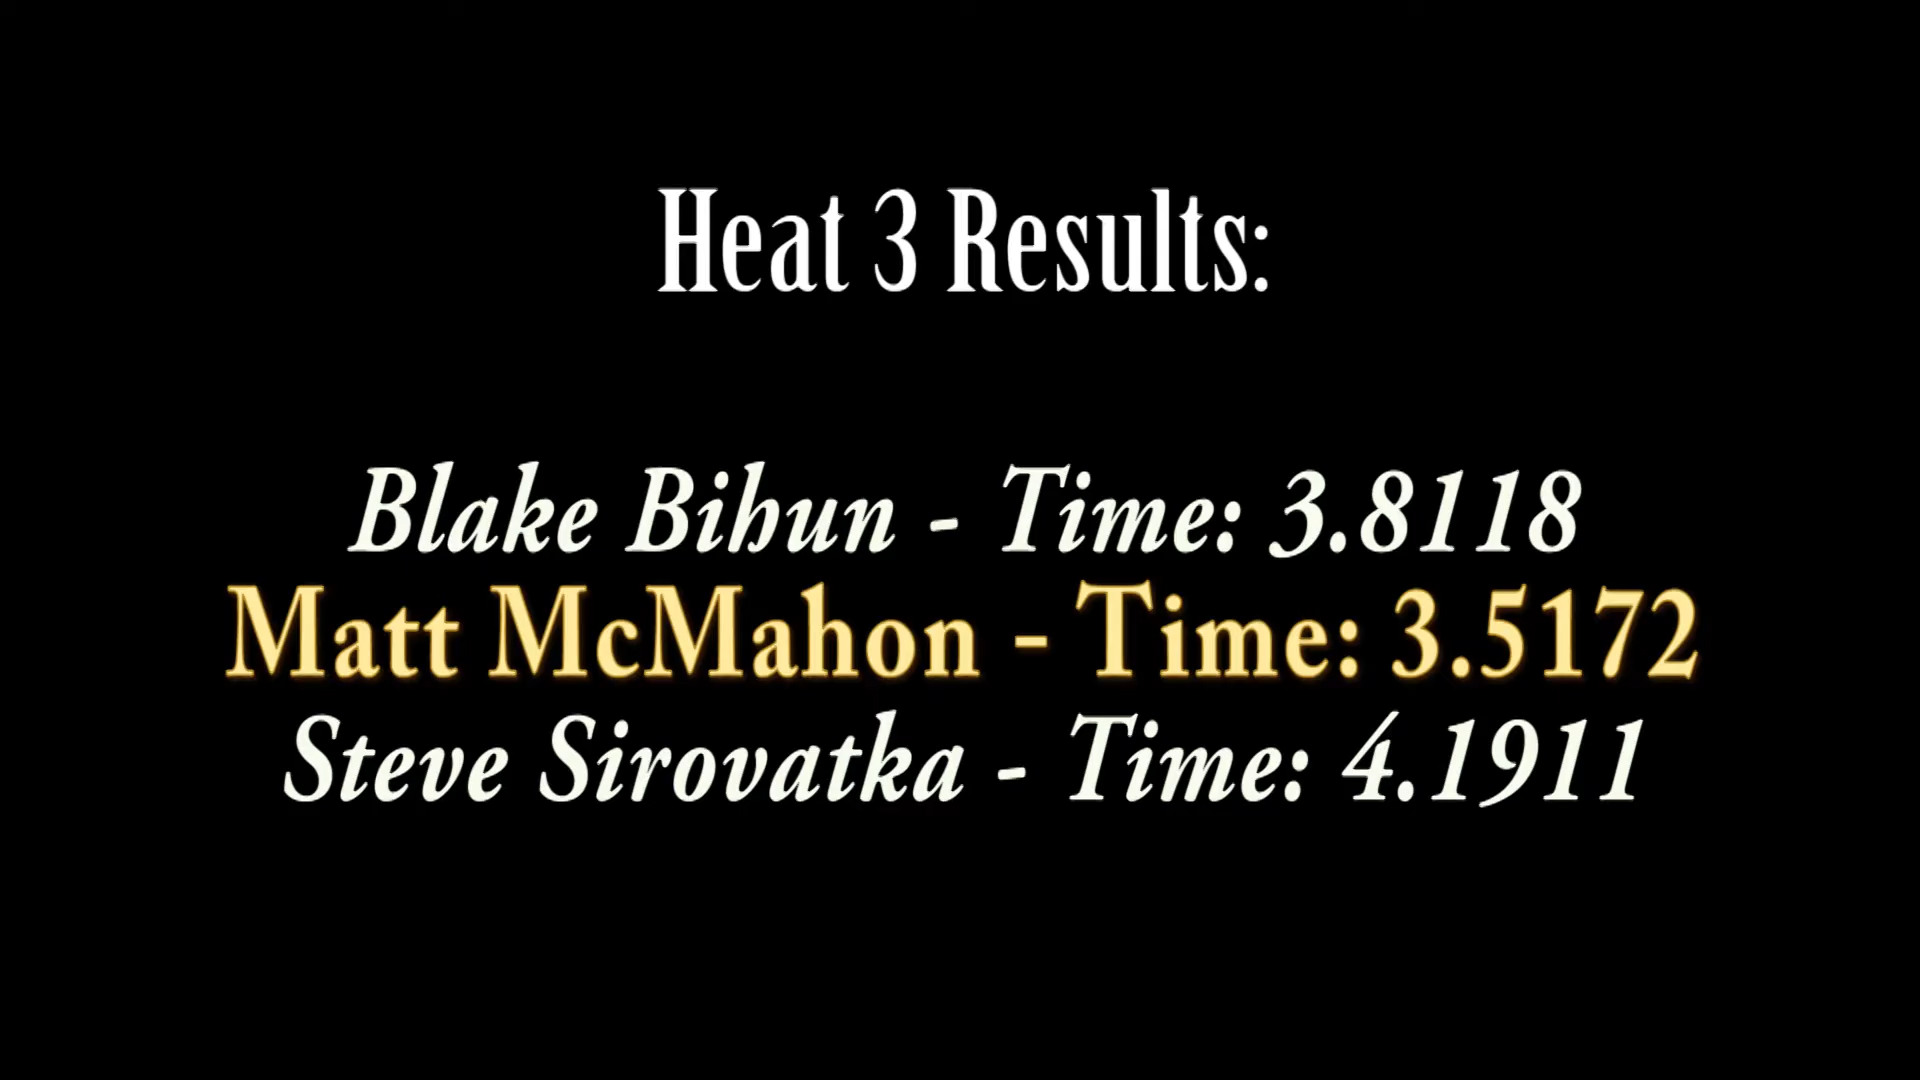 Heat 3 Results:
Blake Bihun - Time: 3.8118
Matt McMahon - Time: 3.5172
Steve Sirovatka - Time: 4.1911